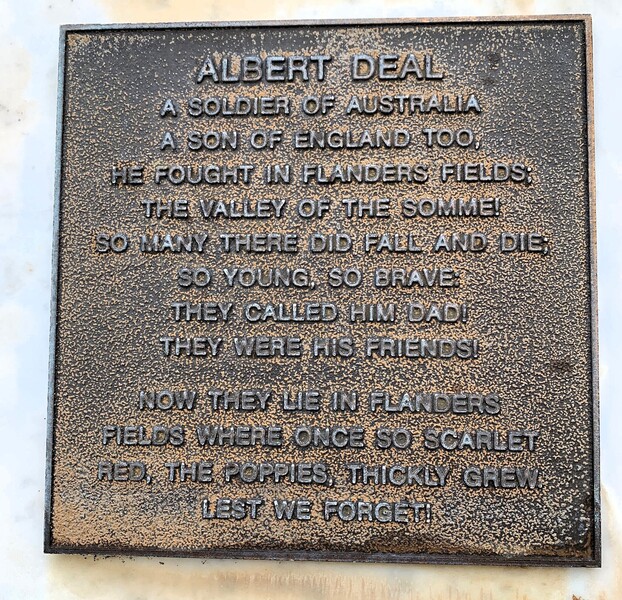 ALBERT DEAL
A SOLDIER OF AUSTRALIA
A SON OF ENGLAND TOO,
HE FOUGHT IN FLANDERS FIELDS;
THE VALLEY OF THE SOMME!
SO MANY THERE DID FALL AND DIE;
SO YOUNG, SO BRAVE:
THEY CALLED HIM DAD!
THEY WERE HIS FRIENDS!
NOW THEY LIE IN FLANDERS
FIELDS WHERE ONCE SO SCARLET
RED, THE POPPIES, THICKLY GREW.
LEST WE FORGET!